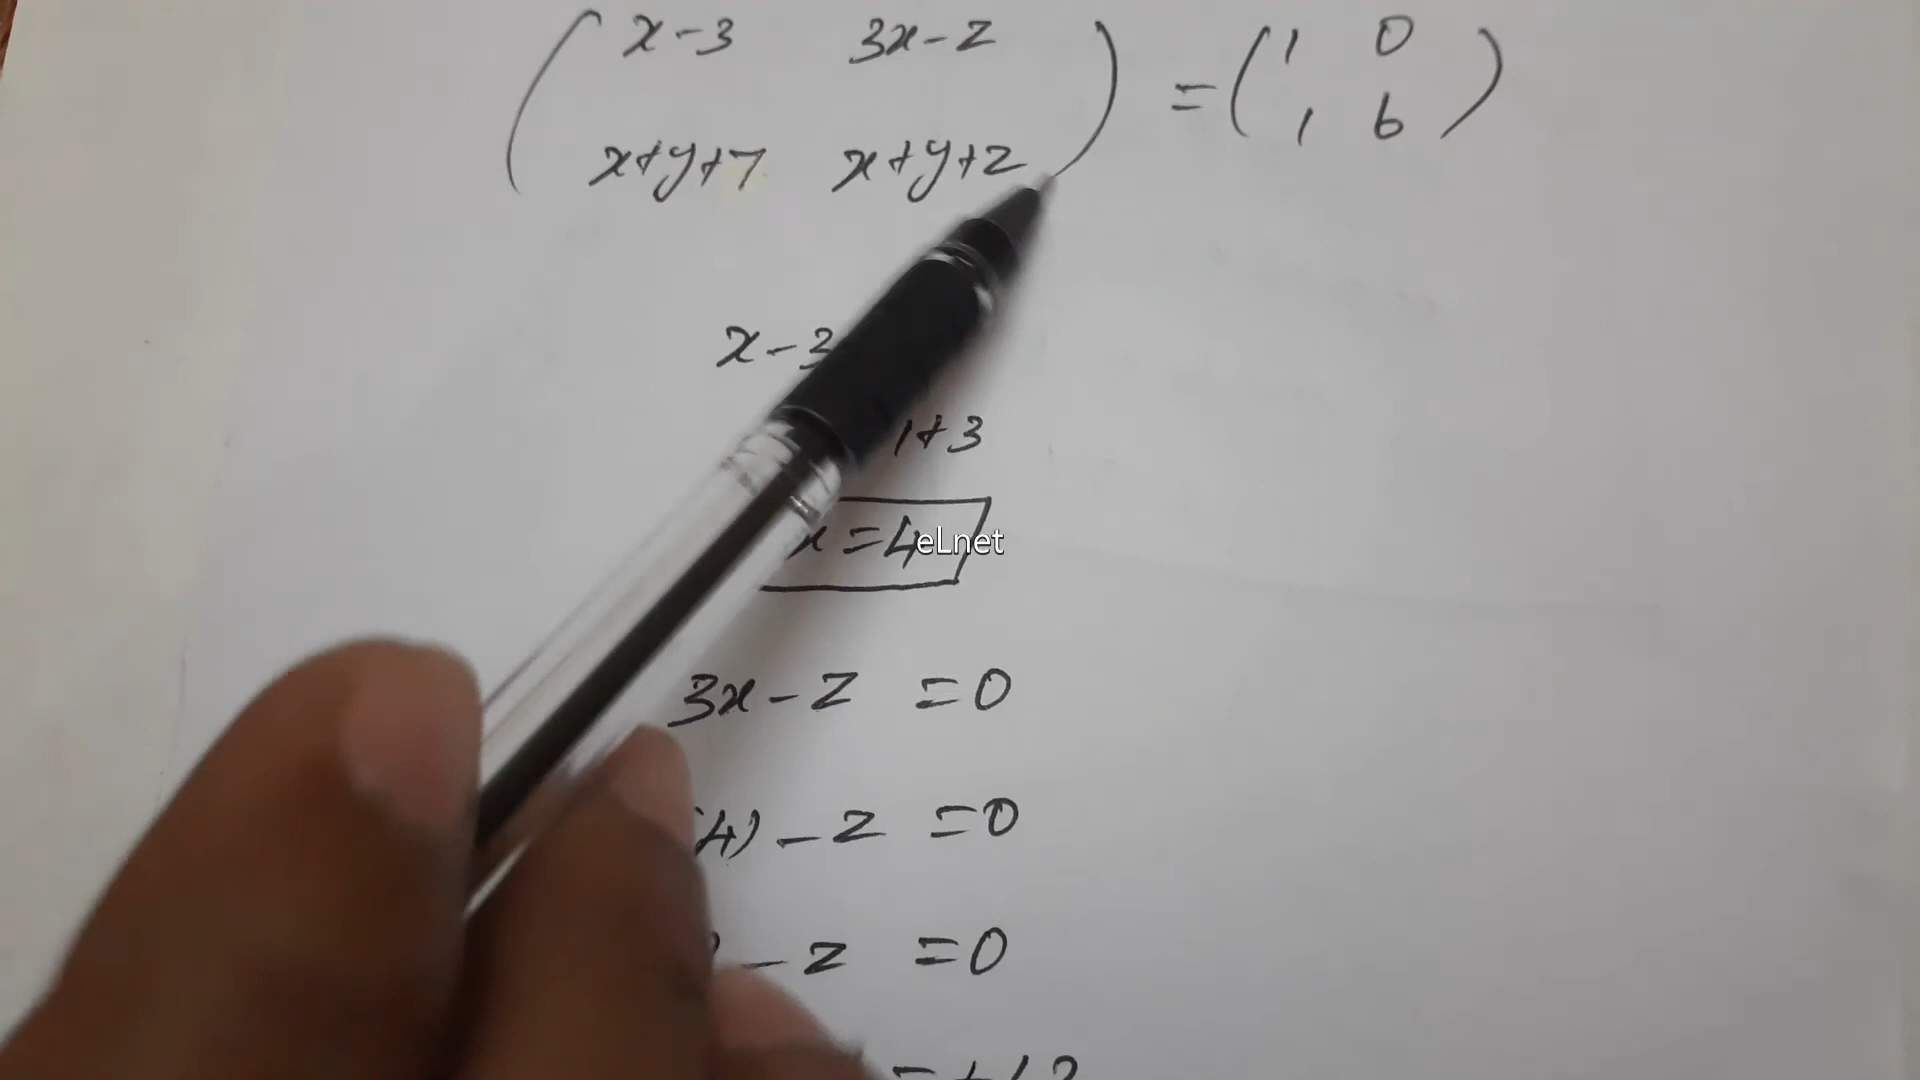 x-3 3x-z 1 0
x+y+7 x+y+z = 1 6
x-3
1+3
x=4
eLnet
3x-z =0
4)-z =0
-z =0